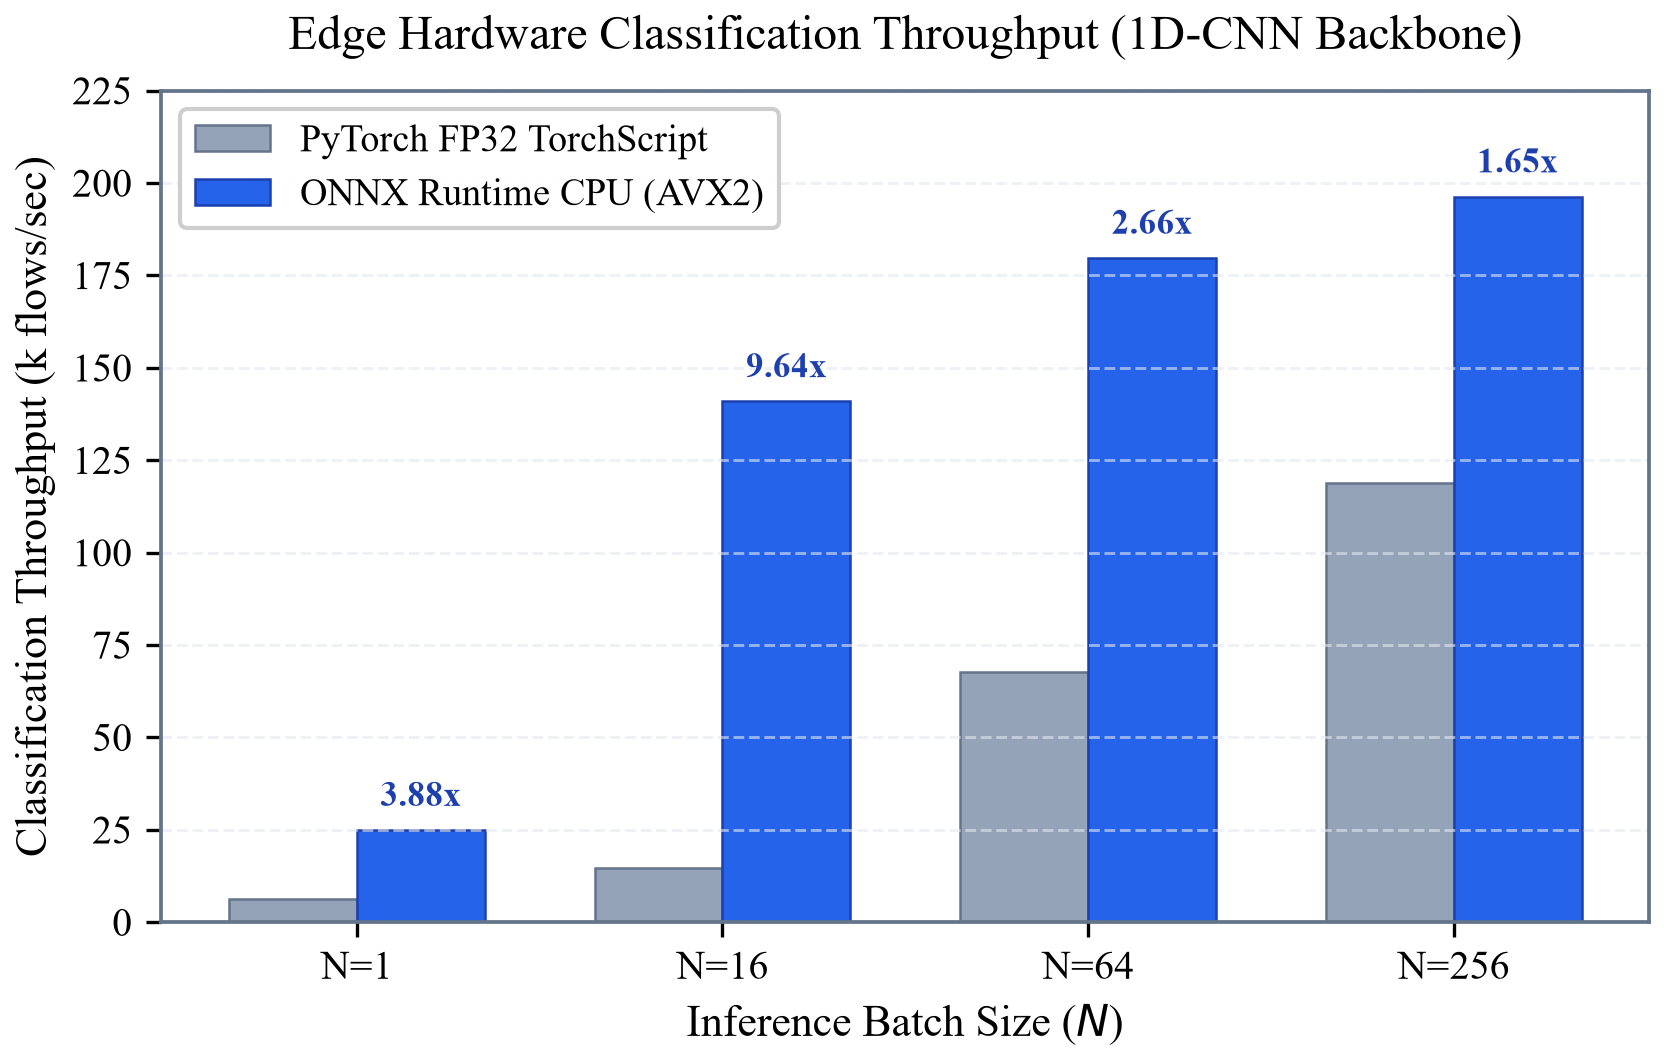 Edge Hardware Classification Throughput (1D-CNN Backbone)
PyTorch FP32 TorchScript
ONNX Runtime CPU (AVX2)
Classification Throughput (k flows/sec)
225
200
175
150
125
100
75
50
25
0
3.88x
9.64x
2.66x
1.65x
N=1
N=16
N=64
N=256
Inference Batch Size (N)